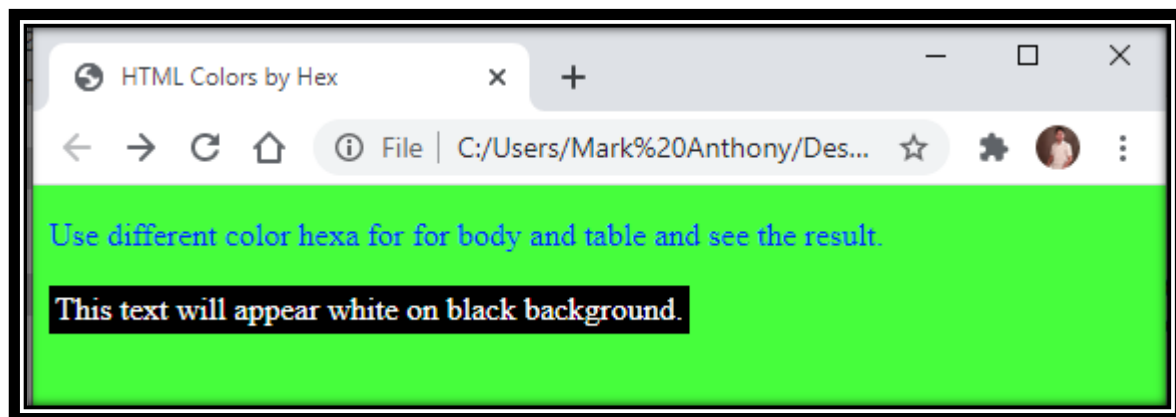 HTML Colors by Hex
File C:/Users/Mark%20Anthony/Des...
Use different color hexa for for body and table and see the result.
This text will appear white on black background.